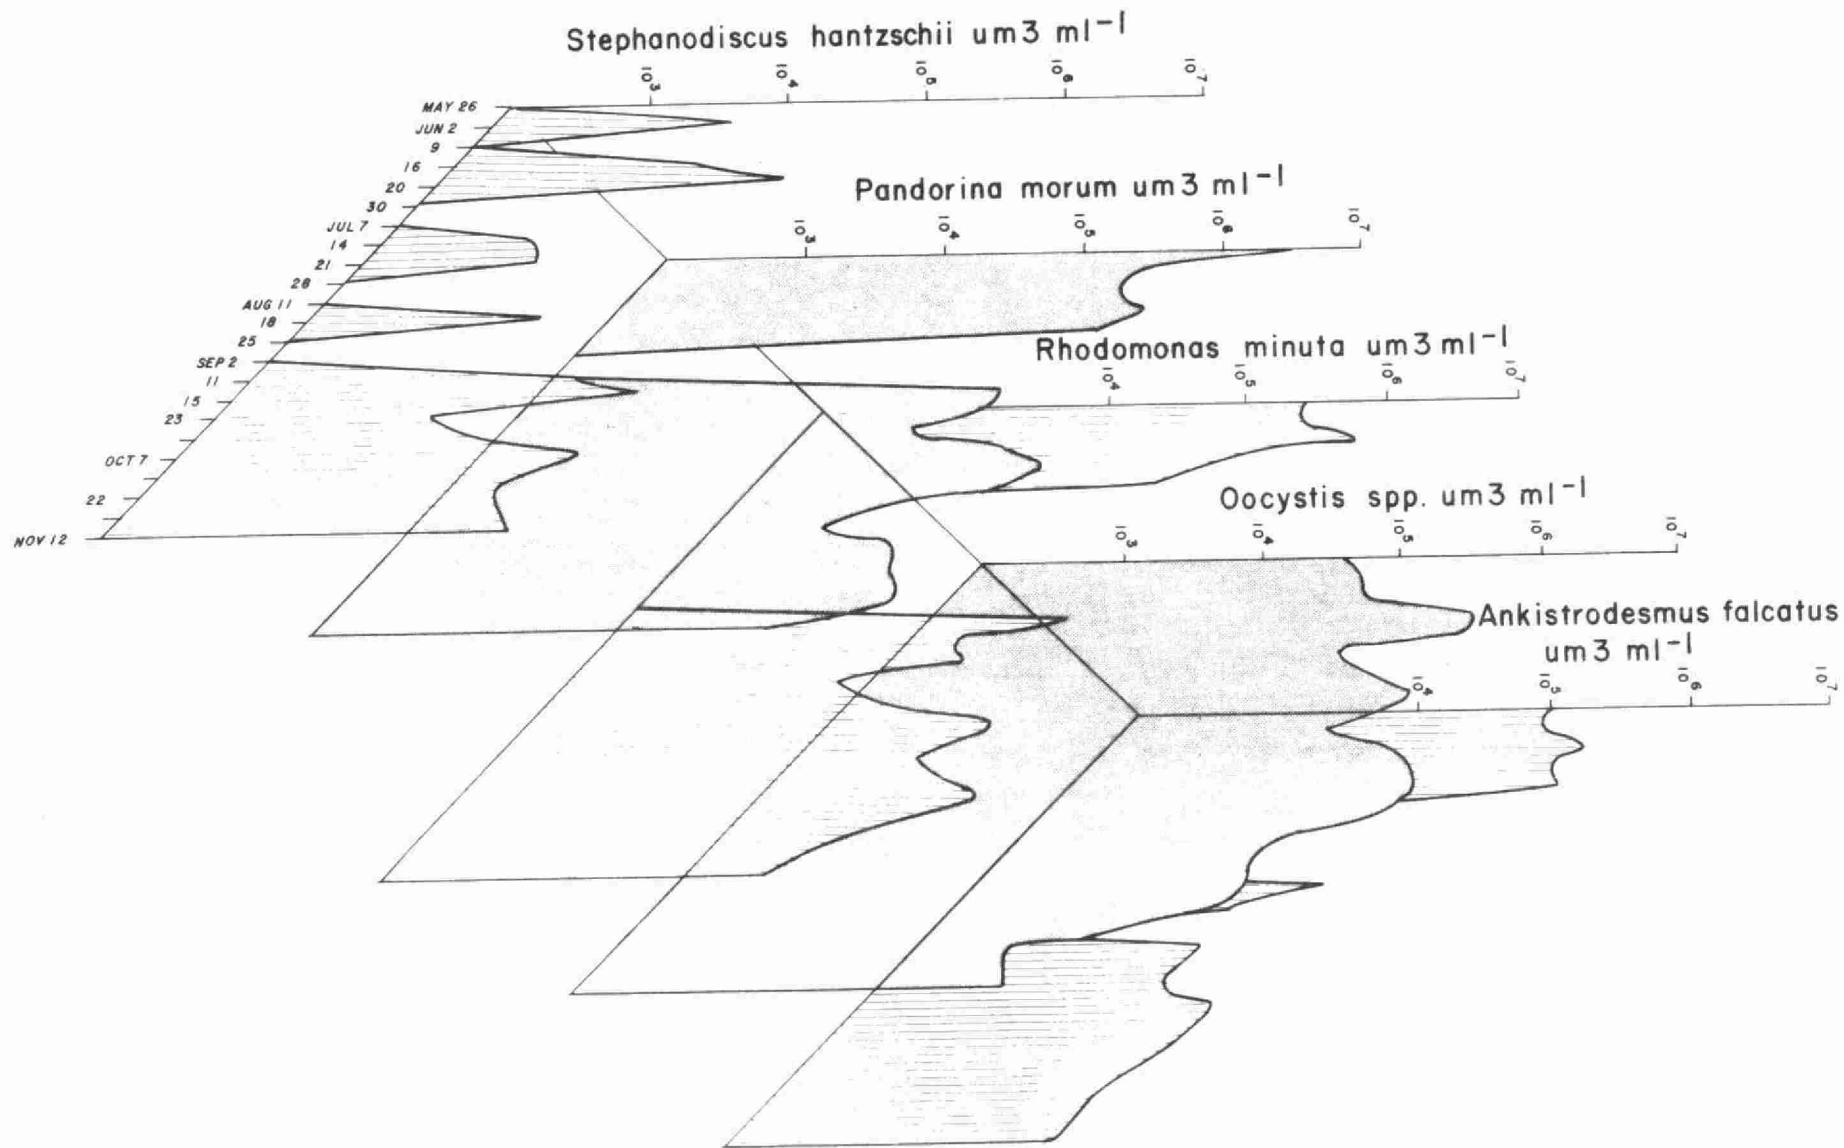 Stephanodiscus hantzschii um3 ml⁻¹
10³ 10⁴ 10⁵ 10⁶ 10⁷
MAY 26
JUN 2
9
16
20
30
JUL 7
14
21
28
AUG 11
18
25
SEP 2
11
15
23
OCT 7
22
NOV 12
Pandorina morum um3 ml⁻¹
10³ 10⁴ 10⁵ 10⁶ 10⁷
Rhodomonas minuta um3 ml⁻¹
10⁴ 10⁵ 10⁶ 10⁷
Oocystis spp. um3 ml⁻¹
10³ 10⁴ 10⁵ 10⁶ 10⁷
Ankistrodesmus falcatus
um3 ml⁻¹
10⁴ 10⁵ 10⁶ 10⁷